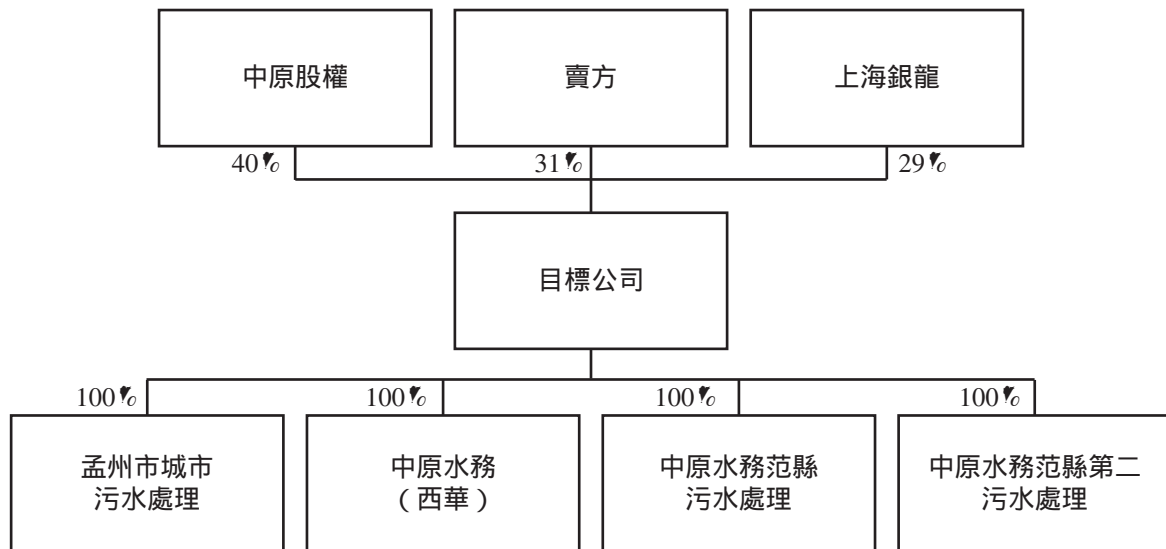 中原股權
賣方
上海銀龍
40%
31%
29%
目標公司
100%
100%
100%
100%
孟州市城市
污水處理
中原水務
（西華）
中原水務范縣
污水處理
中原水務范縣第二
污水處理